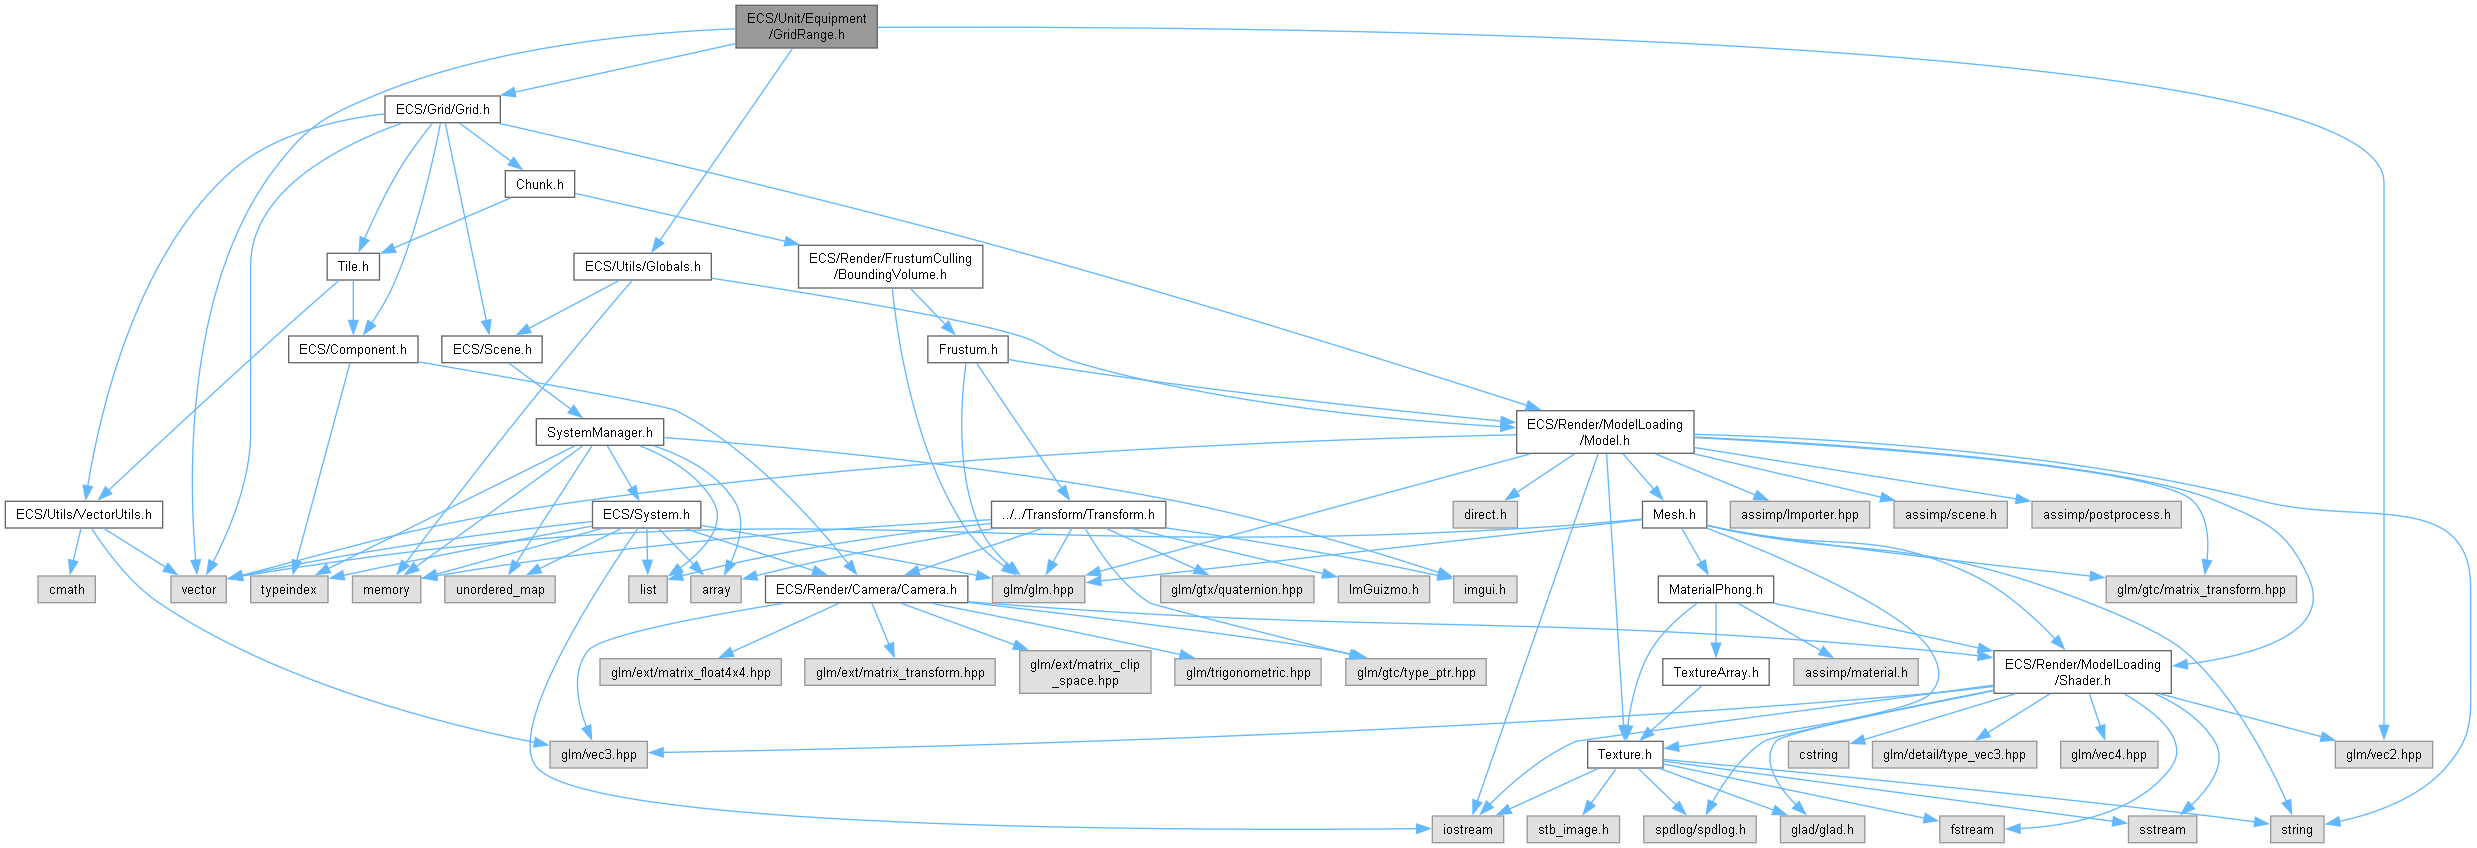 ECS/Unit/Equipment
/GridRange.h
ECS/Grid/Grid.h
Chunk.h
Tile.h
ECS/Utils/Globals.h
ECS/Render/FrustumCulling
/BoundingVolume.h
ECS/Component.h
ECS/Scene.h
Frustum.h
SystemManager.h
ECS/Render/ModelLoading
/Model.h
ECS/Utils/VectorUtils.h
ECS/System.h
../../Transform/Transform.h
direct.h
Mesh.h
assimp/Importer.hpp
assimp/scene.h
assimp/postprocess.h
cmath
vector
typeindex
memory
unordered_map
list
array
ECS/Render/Camera/Camera.h
glm/glm.hpp
glm/gtx/quaternion.hpp
ImGuizmo.h
imgui.h
MaterialPhong.h
glm/gtc/matrix_transform.hpp
glm/ext/matrix_float4x4.hpp
glm/ext/matrix_transform.hpp
glm/ext/matrix_clip
_space.hpp
glm/trigonometric.hpp
glm/gtc/type_ptr.hpp
TextureArray.h
assimp/material.h
ECS/Render/ModelLoading
/Shader.h
glm/vec3.hpp
Texture.h
cstring
glm/detail/type_vec3.hpp
glm/vec4.hpp
glm/vec2.hpp
iostream
stb_image.h
spdlog/spdlog.h
glad/glad.h
fstream
sstream
string